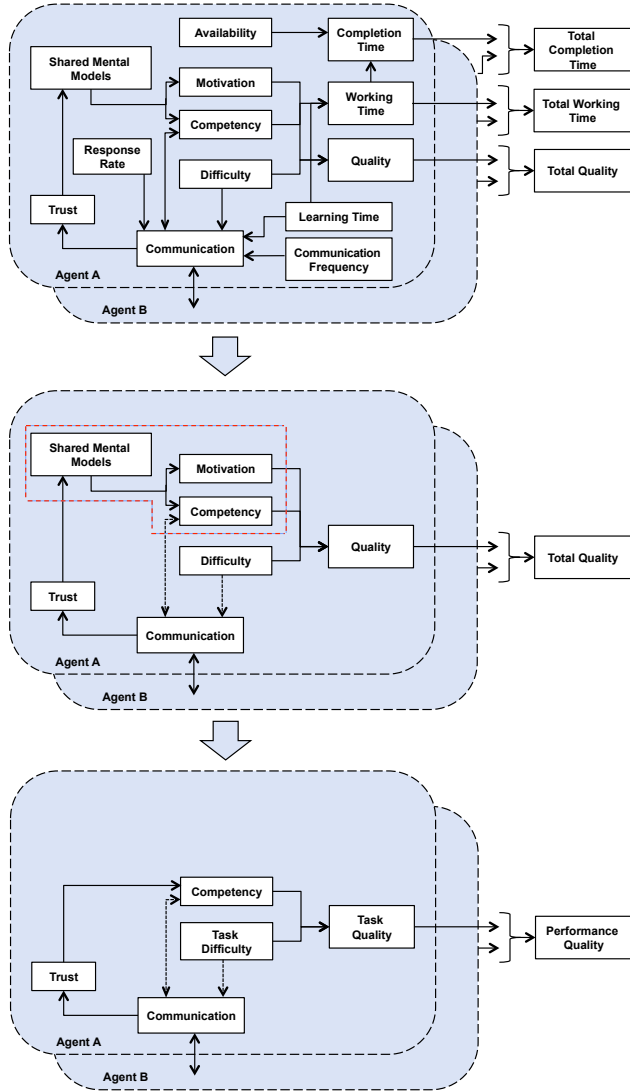 Availability
Completion
Time
Total
Completion
Time
Shared Mental
Models
Motivation
Working
Time
Total Working
Time
Competency
Response
Rate
Quality
Total Quality
Difficulty
Trust
Learning Time
Communication
Communication
Frequency
Agent A
Agent B
Shared Mental
Models
Motivation
Competency
Quality
Total Quality
Difficulty
Trust
Communication
Agent A
Agent B
Competency
Task
Difficulty
Task
Quality
Performance
Quality
Trust
Communication
Agent A
Agent B